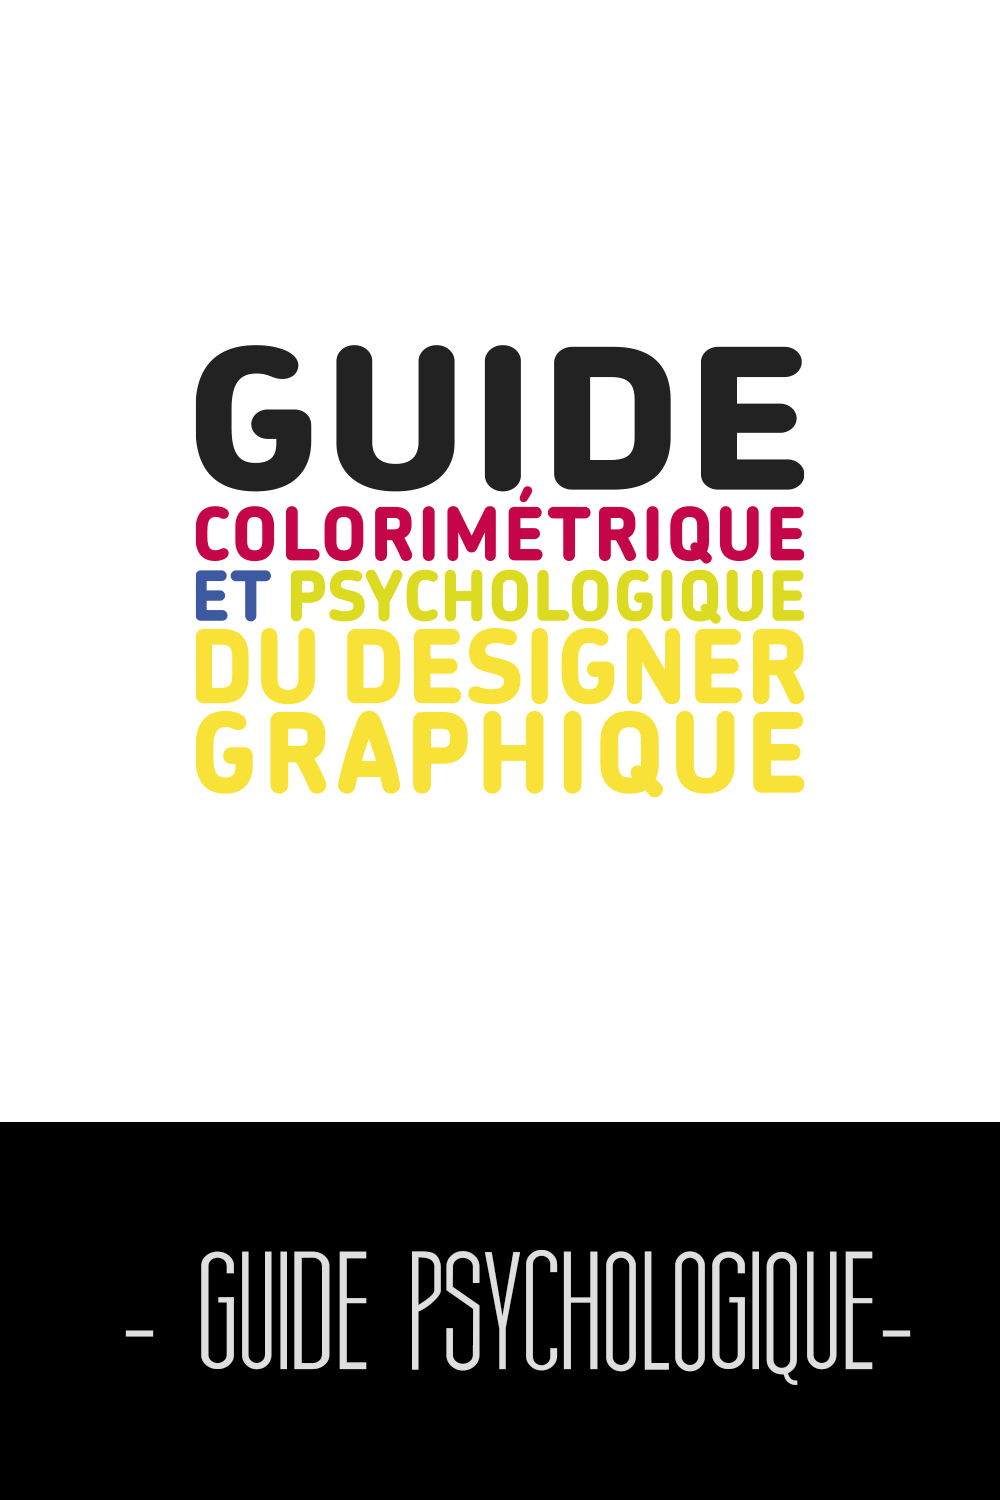 GUIDE
COLORIMÉTRIQUE
ET PSYCHOLOGIQUE
DU DESIGNER
GRAPHIQUE
- GUIDE PSYCHOLOGIQUE-